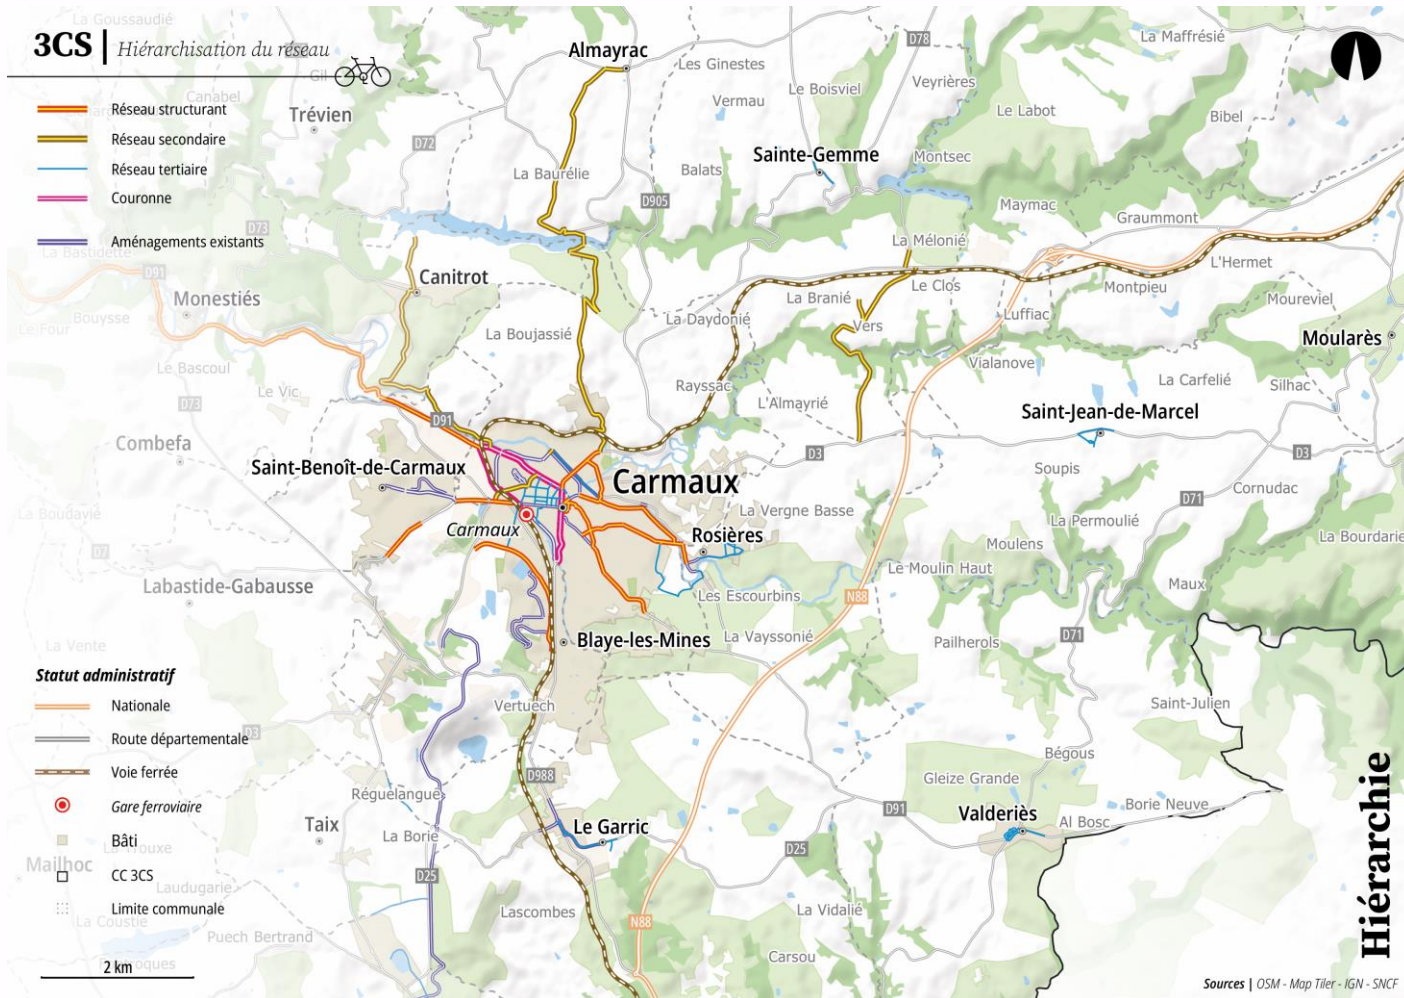 3CS | Hiérarchisation du réseau
Réseau structurant
Réseau secondaire
Réseau tertiaire
Couronne
Aménagements existants
La Goussaudié
Canabel
Trévien
D72
D73
La Bastidette
D91
Monestiés
Le Four
Bouysse
Le Bascoul
D73
Le Vic
Combefa
La Boudavié
D7
Labastide-Gabausse
La Vente
Almayrac
Les Ginestes
D78
La Maffrésié
Le Boisviel
Veyrières
Vermau
Le Labot
Bibel
Sainte-Gemme
Montsec
La Baurélie
Balats
D905
Maymac
Graummont
La Mélonié
L'Hermet
Canitrot
La Branié
Le Clos
Montpieu
Moureviel
La Boujassié
La Daydonié
Vers
Luffiac
Moularès
Vialanove
Rayssac
La Carfelié
Silhac
L'Almayrié
Saint-Jean-de-Marcel
D91
D3
D3
Saint-Benoît-de-Carmaux
Carmaux
Soupis
Cornudac
D71
La Vergne Basse
La Permoulié
Carmaux
Rosières
Moulens
La Bourdarie
Le Moulin Haut
Maux
Les Escourbins
N88
Blaye-les-Mines
La Vayssonié
Pailherols
D71
Saint-Julien
Vertuech
Bégous
D988
Gleize Grande
Réguelangue
D91
Valderiès
Borie Neuve
Al Bosc
Taix
La Borie
Le Garric
D25
D25
Lascombes
N88
La Vidalié
Carsou
Statut administratif
Nationale
Route départementale
D3
Voie ferrée
Gare ferroviaire
Bâti
CC 3CS
Limite communale
Mailhoc
Laudugarie
La Coustie
Puech Bertrand
2 km
Hiérarchie
Sources | OSM - Map Tiler - IGN - SNCF